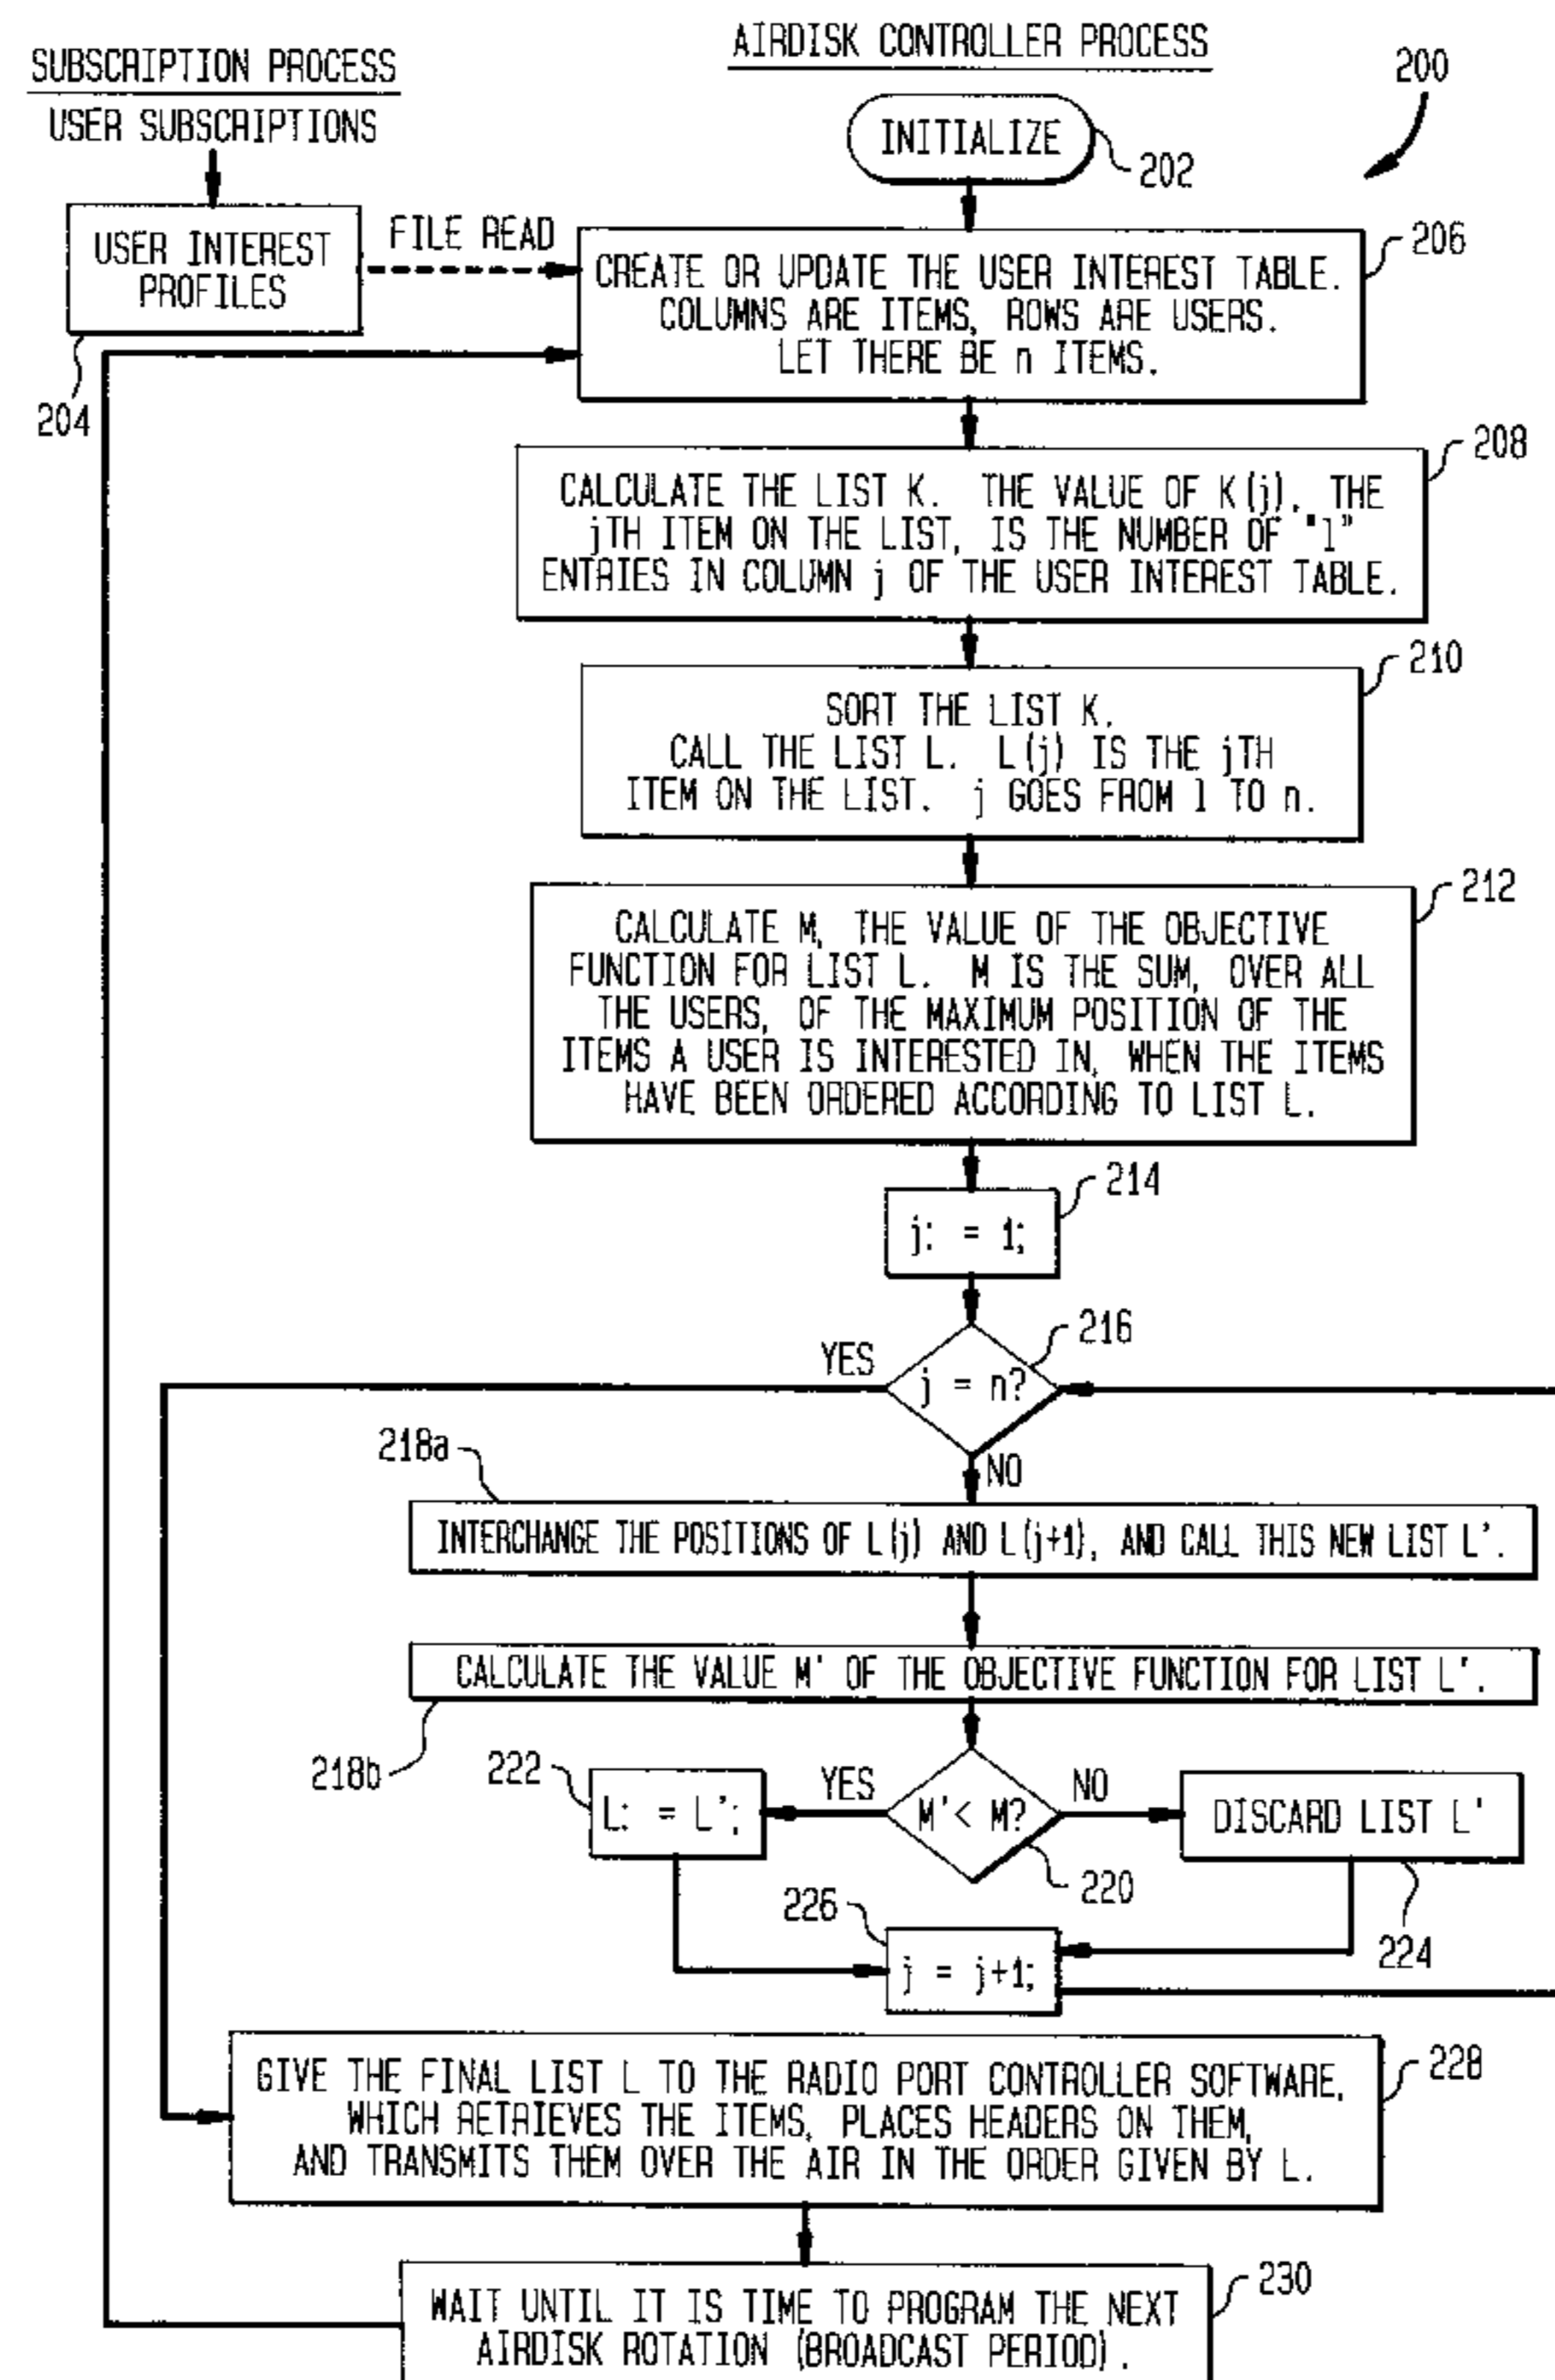 SUBSCRIPTION PROCESS
USER SUBSCRIPTIONS
AIRDISK CONTROLLER PROCESS
200
INITIALIZE
202
USER INTEREST
PROFILES
204
FILE READ
CREATE OR UPDATE THE USER INTEREST TABLE.
COLUMNS ARE ITEMS, ROWS ARE USERS.
LET THERE BE n ITEMS.
206
CALCULATE THE LIST K. THE VALUE OF K(j), THE
jTH ITEM ON THE LIST, IS THE NUMBER OF "1"
ENTRIES IN COLUMN j OF THE USER INTEREST TABLE.
208
SORT THE LIST K.
CALL THE LIST L. L(j) IS THE jTH
ITEM ON THE LIST. j GOES FROM 1 TO n.
210
CALCULATE M, THE VALUE OF THE OBJECTIVE
FUNCTION FOR LIST L. M IS THE SUM, OVER ALL
THE USERS, OF THE MAXIMUM POSITION OF THE
ITEMS A USER IS INTERESTED IN, WHEN THE ITEMS
HAVE BEEN ORDERED ACCORDING TO LIST L.
212
j: = 1;
214
j = n?
216
YES
NO
218a
INTERCHANGE THE POSITIONS OF L(j) AND L(j+1), AND CALL THIS NEW LIST L'.
CALCULATE THE VALUE M' OF THE OBJECTIVE FUNCTION FOR LIST L'.
218b
222
L: = L';
YES
M'< M?
NO
220
DISCARD LIST L'
224
226
j = j+1;
GIVE THE FINAL LIST L TO THE RADIO PORT CONTROLLER SOFTWARE,
WHICH RETRIEVES THE ITEMS, PLACES HEADERS ON THEM,
AND TRANSMITS THEM OVER THE AIR IN THE ORDER GIVEN BY L.
228
WAIT UNTIL IT IS TIME TO PROGRAM THE NEXT
AIRDISK ROTATION (BROADCAST PERIOD).
230